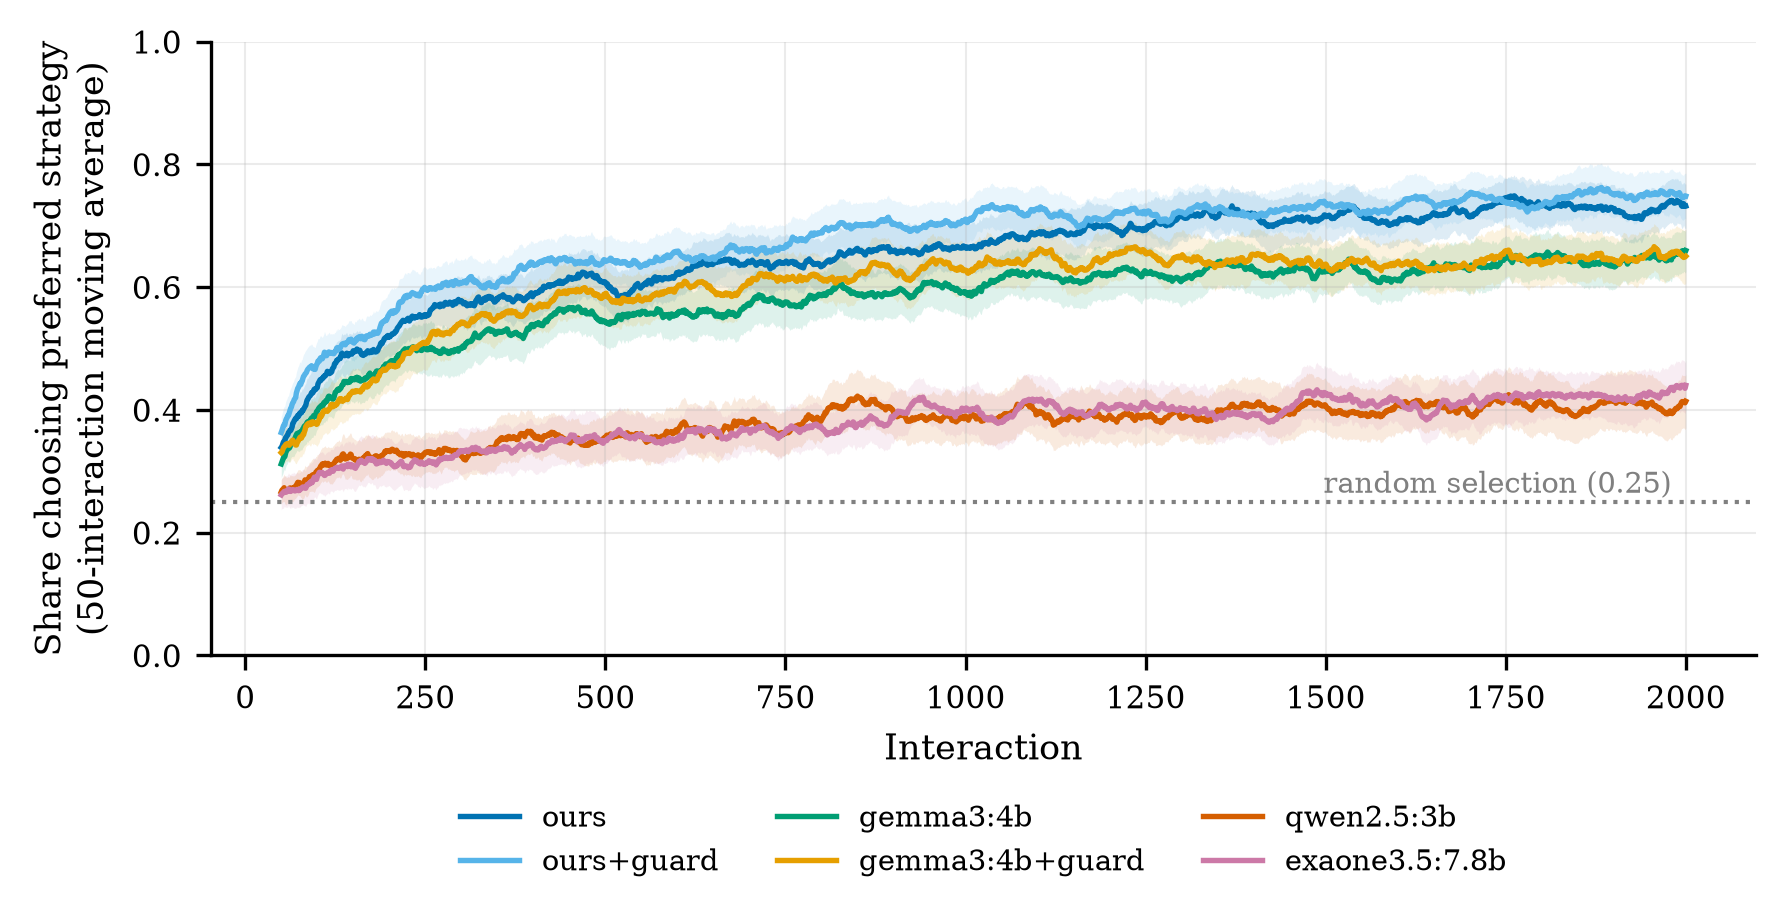 Share choosing preferred strategy
(50-interaction moving average)
1.0
0.8
0.6
0.4
0.2
0.0
random selection (0.25)
0 250 500 750 1000 1250 1500 1750 2000
Interaction
ours gemma3:4b qwen2.5:3b
ours+guard gemma3:4b+guard exaone3.5:7.8b